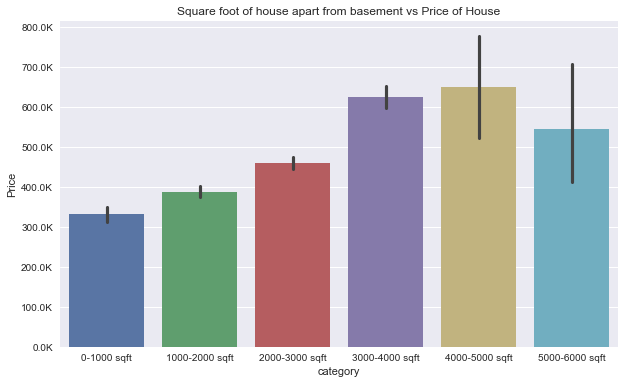 Square foot of house apart from basement vs Price of House
800.0K
700.0K
600.0K
500.0K
400.0K
300.0K
200.0K
100.0K
0.0K
Price
0-1000 sqft 1000-2000 sqft 2000-3000 sqft 3000-4000 sqft 4000-5000 sqft 5000-6000 sqft
category